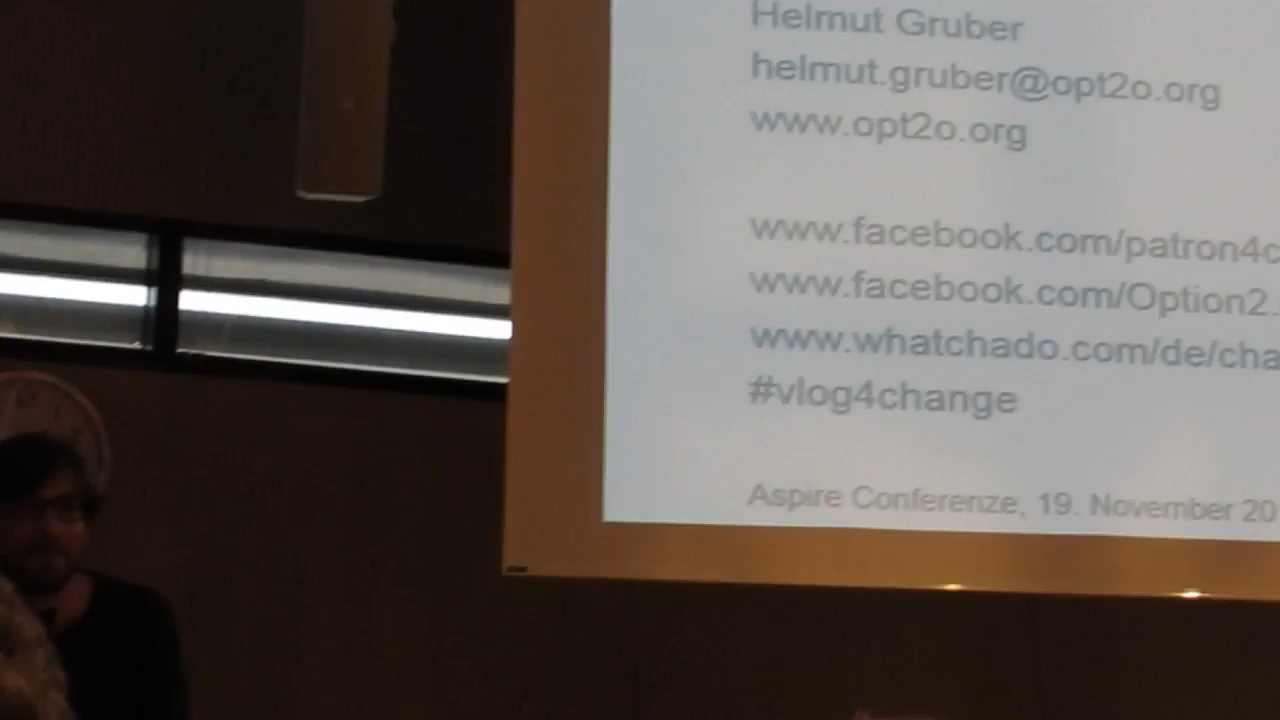 Helmut Gruber
helmut.gruber@opt2o.org
www.opt2o.org
www.facebook.com/patron4c
www.facebook.com/Option2.
www.whatchado.com/de/cha
#vlog4change
Aspire Conferenze, 19. November 20